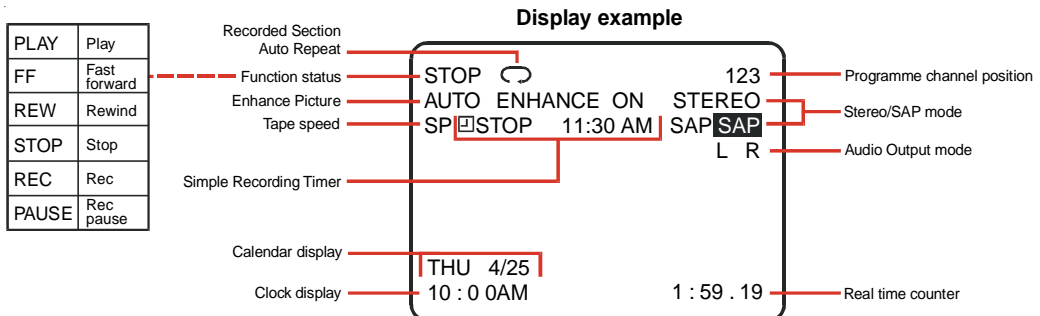 Display example
PLAY Play
FF Fast forward
REW Rewind
STOP Stop
REC Rec
PAUSE Rec pause
Recorded Section
Auto Repeat
Function status
Enhance Picture
Tape speed
Simple Recording Timer
Calendar display
Clock display
STOP 123
AUTO ENHANCE ON STEREO
SP STOP 11:30 AM SAP SAP
L R
THU 4/25
10 : 0 0AM 1 : 59 . 19
Programme channel position
Stereo/SAP mode
Audio Output mode
Real time counter